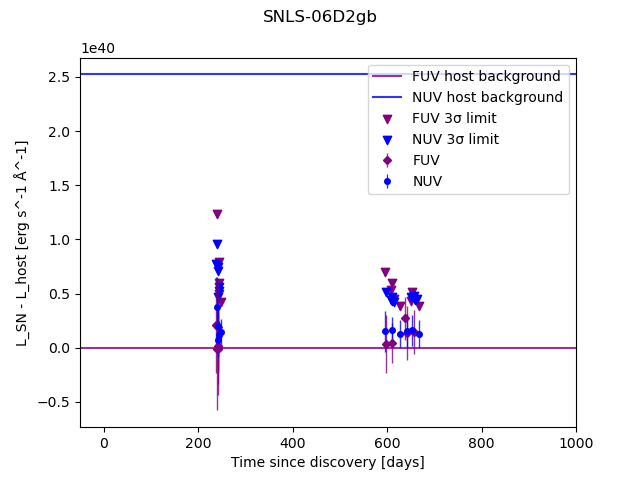 SNLS-06D2gb
1e40
FUV host background
NUV host background
FUV 3σ limit
NUV 3σ limit
FUV
NUV
L_SN - L_host [erg s^-1 Å^-1]
2.5
2.0
1.5
1.0
0.5
0.0
−0.5
0 200 400 600 800 1000
Time since discovery [days]